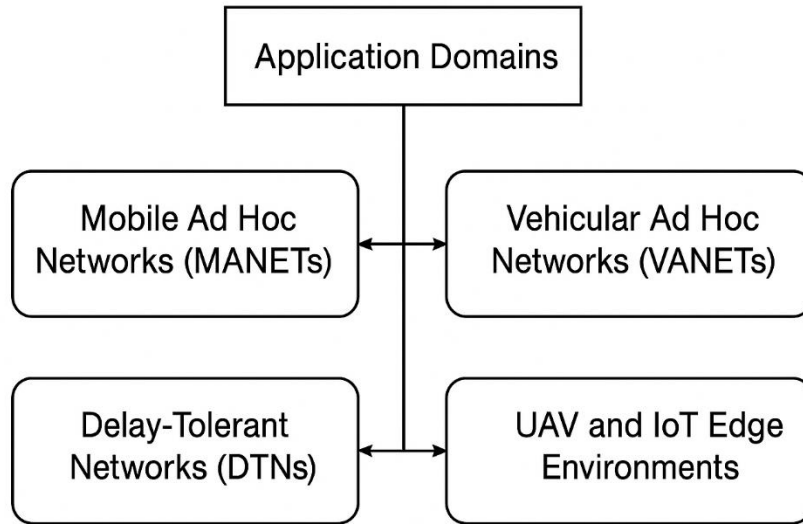 Application Domains
Mobile Ad Hoc
Networks (MANETs)
Vehicular Ad Hoc
Networks (VANETs)
Delay-Tolerant
Networks (DTNs)
UAV and IoT Edge
Environments